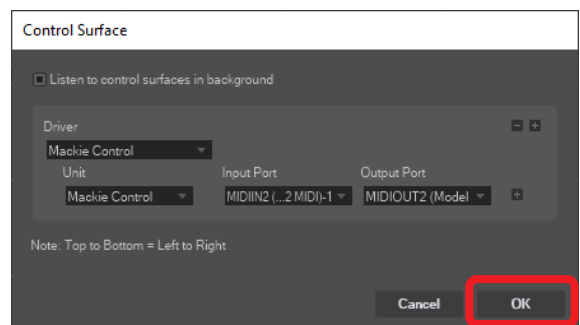 Control Surface
Listen to control surfaces in background
Driver
Mackie Control
Unit Input Port Output Port
Mackie Control MIDIIN2 (...2 MIDI)-1 MIDIOUT2 (Model
Note: Top to Bottom = Left to Right
Cancel OK